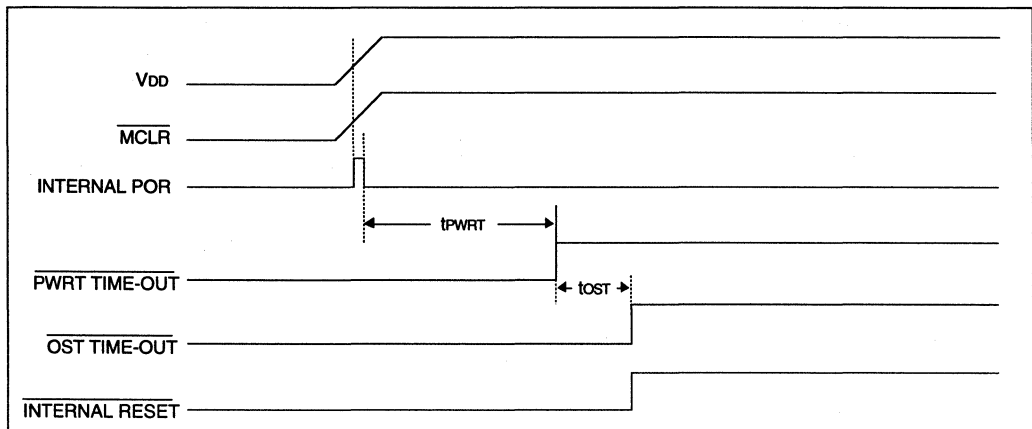 VDD
MCLR
INTERNAL POR
tPWRT
PWRT TIME-OUT
tOST
OST TIME-OUT
INTERNAL RESET